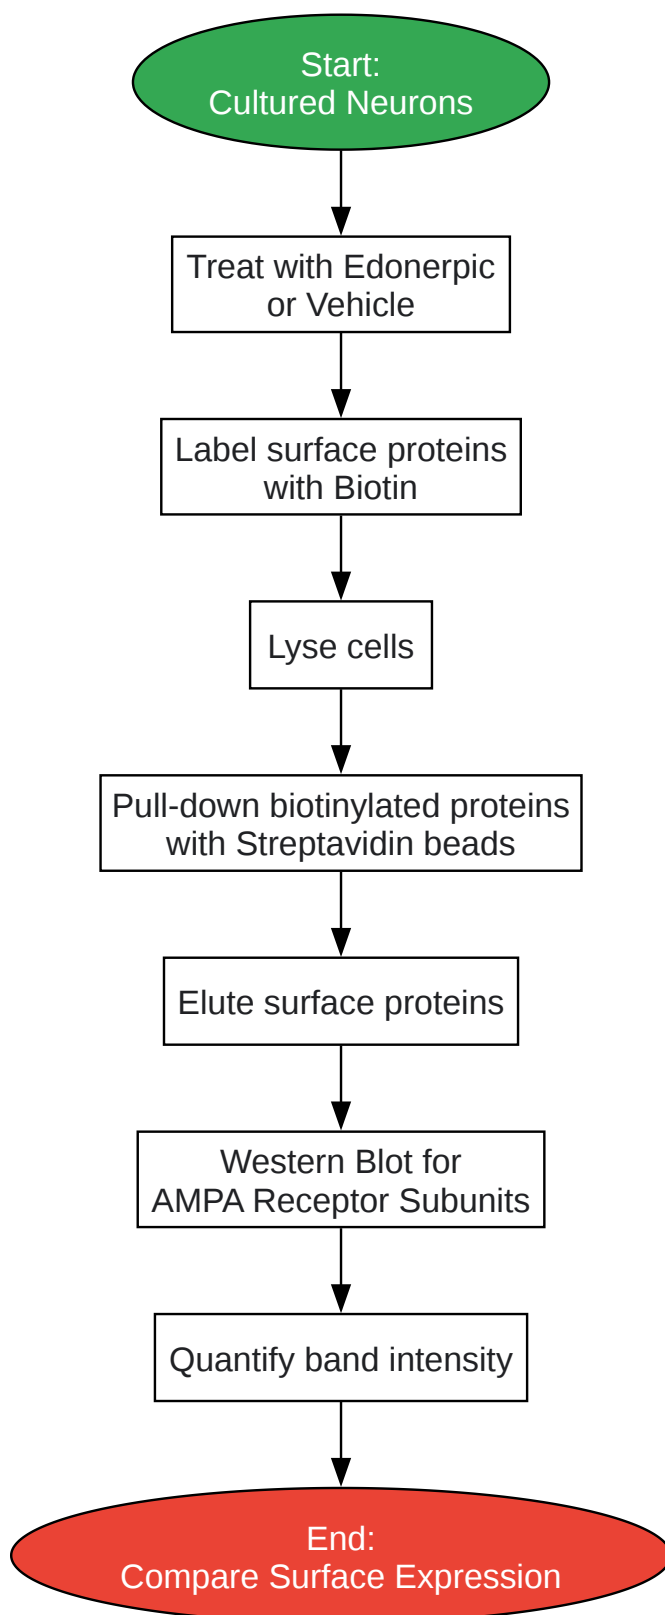 Start:
Cultured Neurons
Treat with Edonerpic
or Vehicle
Label surface proteins
with Biotin
Lyse cells
Pull-down biotinylated proteins
with Streptavidin beads
Elute surface proteins
Western Blot for
AMPA Receptor Subunits
Quantify band intensity
End:
Compare Surface Expression